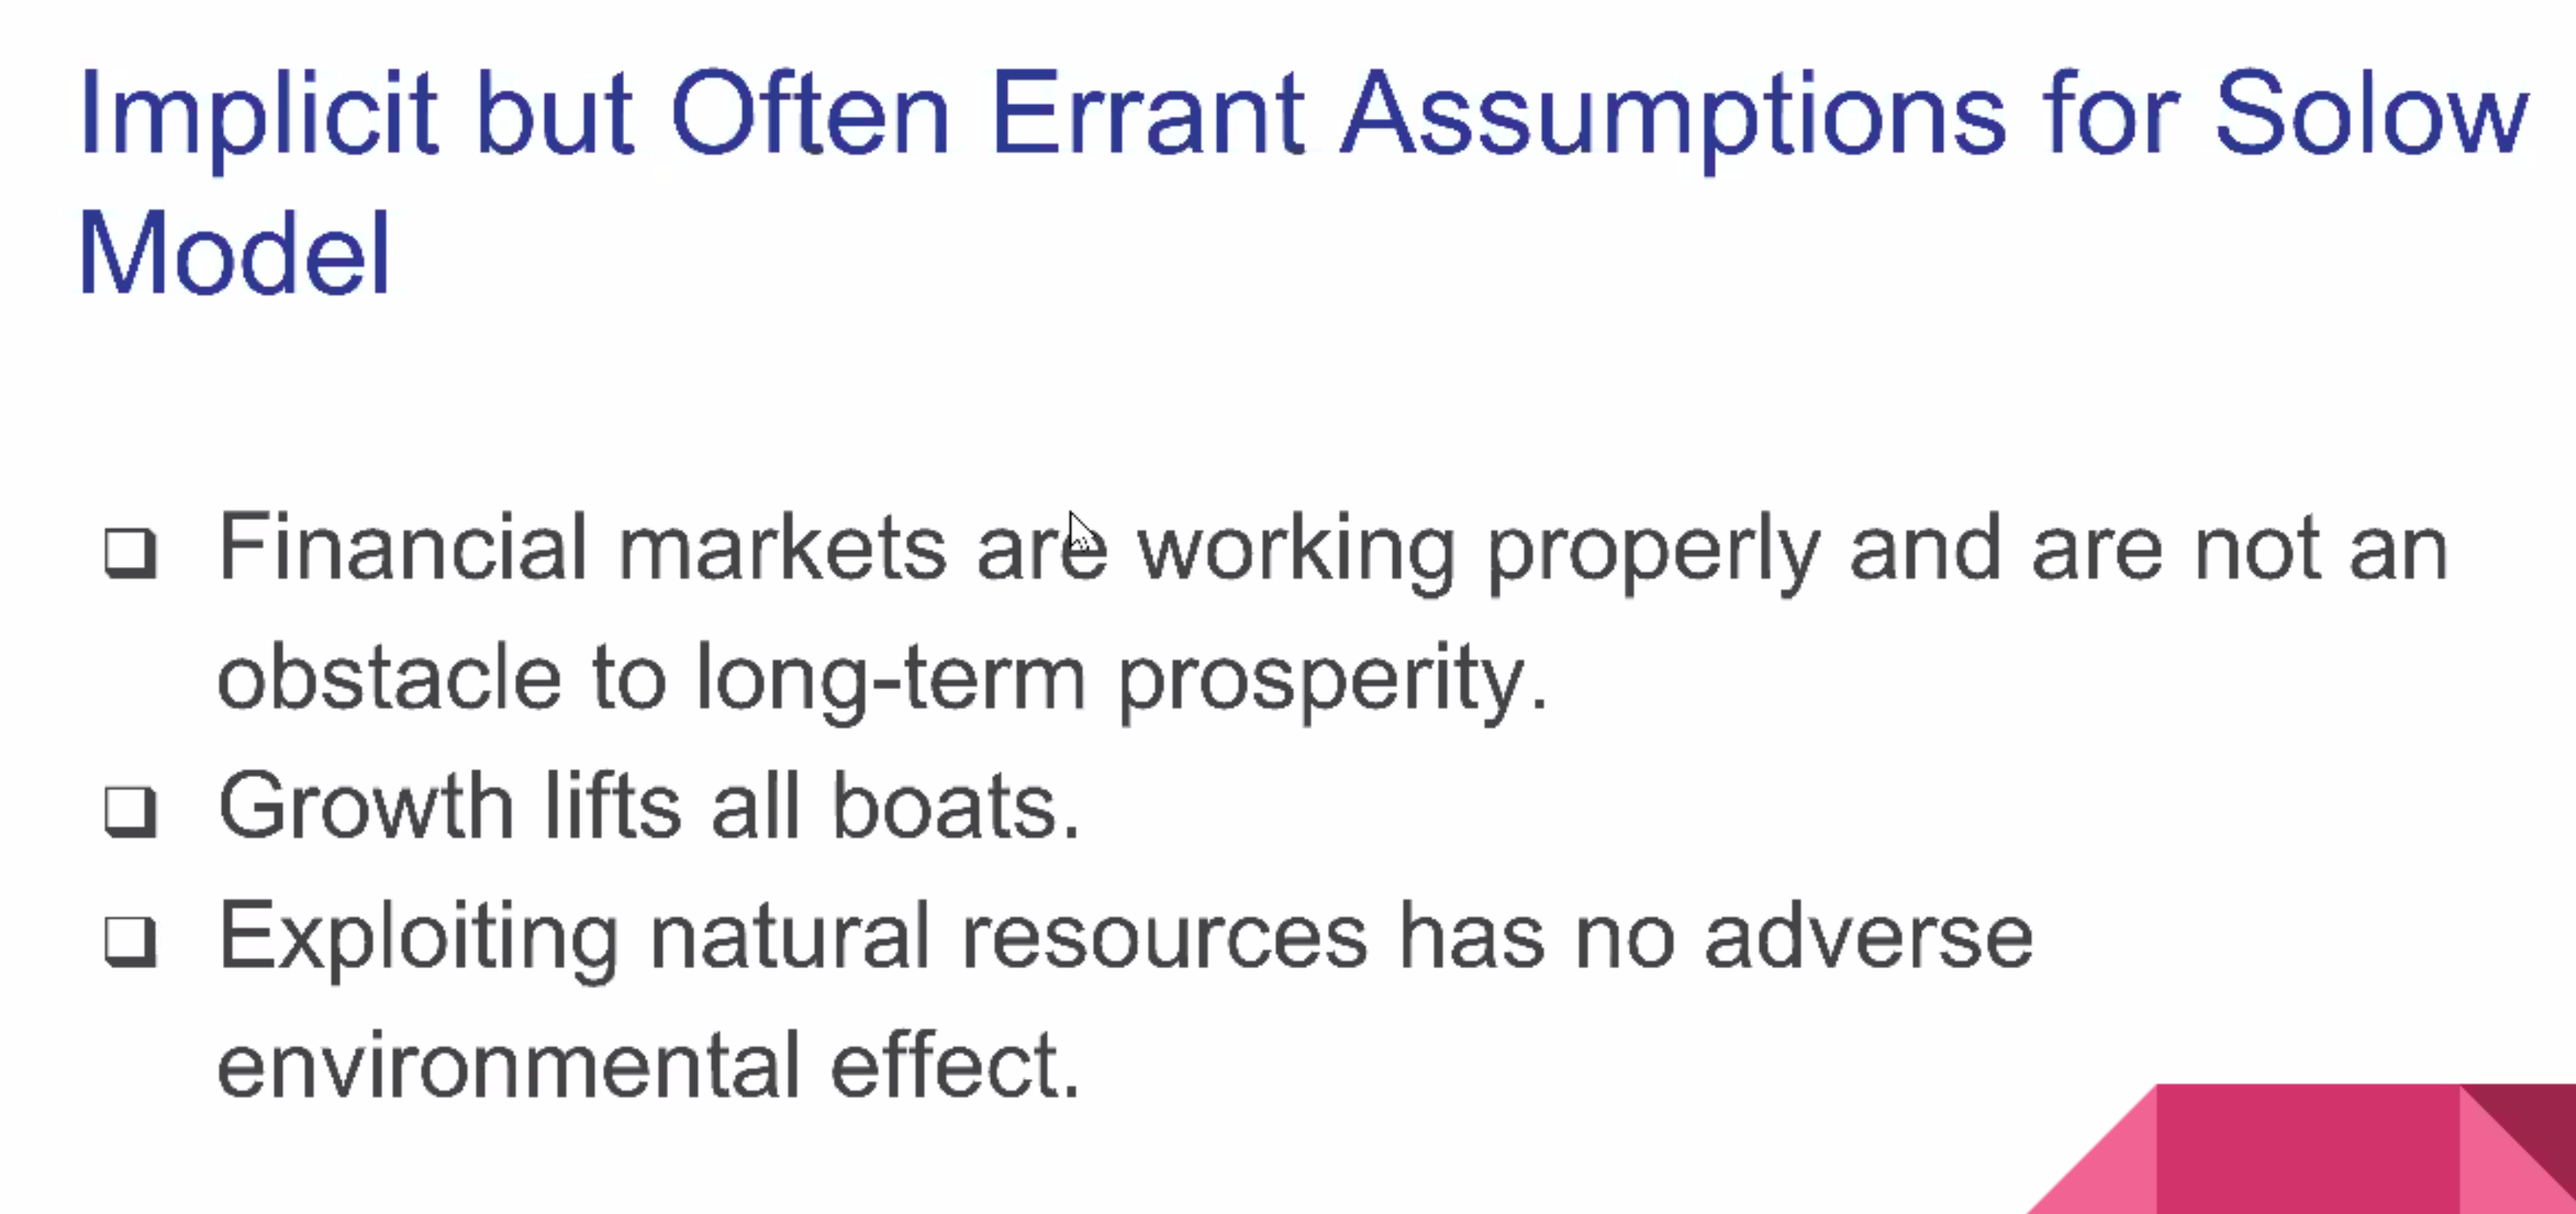 Implicit but Often Errant Assumptions for Solow
Model
Financial markets are working properly and are not an
obstacle to long-term prosperity.
Growth lifts all boats.
Exploiting natural resources has no adverse
environmental effect.